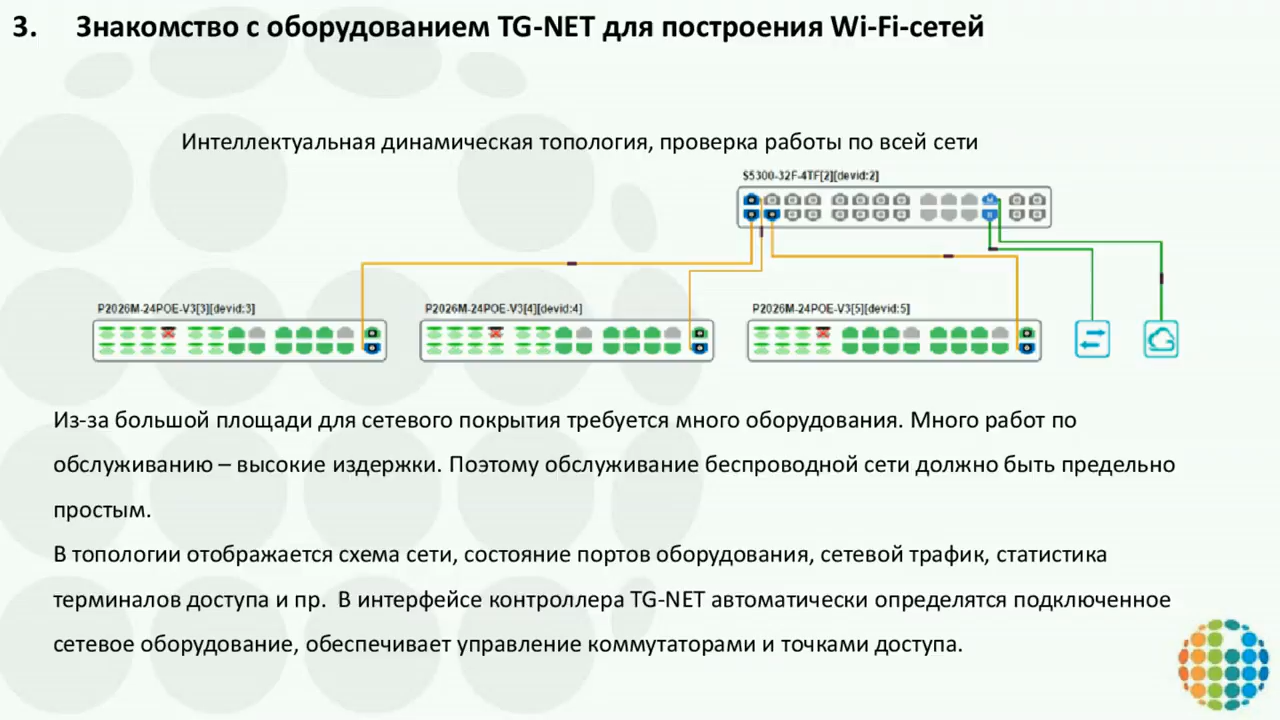 3. Знакомство с оборудованием TG-NET для построения Wi-Fi-сетей
Интеллектуальная динамическая топология, проверка работы по всей сети
S5300-32F-4TF[2][devid:2]
P2026M-24POE-V3[3][devid:3]
P2026M-24POE-V3[4][devid:4]
P2026M-24POE-V3[5][devid:5]
Из-за большой площади для сетевого покрытия требуется много оборудования. Много работ по
обслуживанию – высокие издержки. Поэтому обслуживание беспроводной сети должно быть предельно
простым.
В топологии отображается схема сети, состояние портов оборудования, сетевой трафик, статистика
терминалов доступа и пр. В интерфейсе контроллера TG-NET автоматически определятся подключенное
сетевое оборудование, обеспечивает управление коммутаторами и точками доступа.